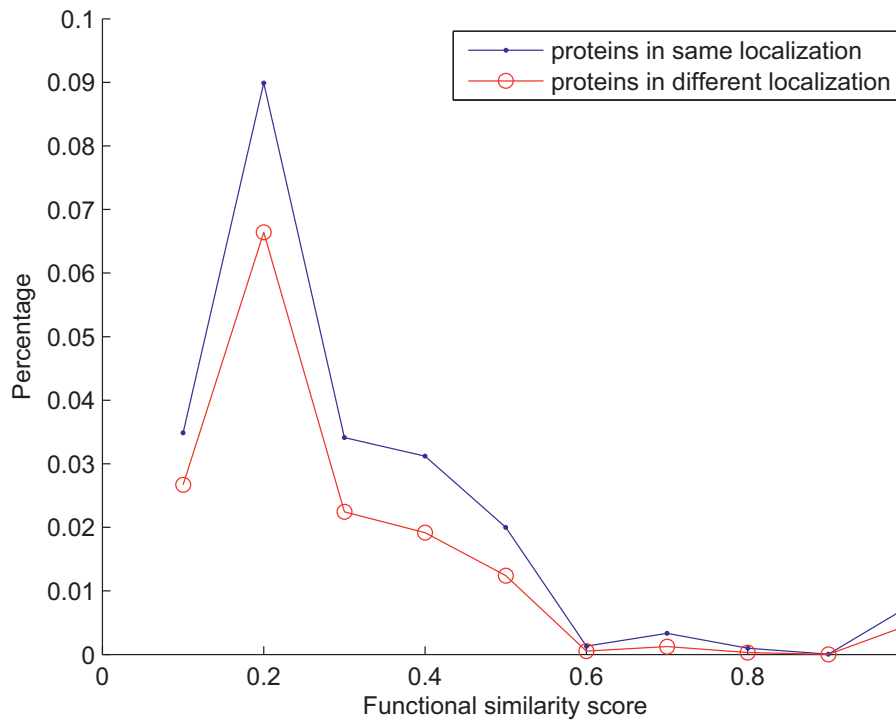 0.1
0.09
0.08
0.07
0.06
0.05
0.04
0.03
0.02
0.01
0
Percentage
proteins in same localization
proteins in different localization
0 0.2 0.4 0.6 0.8
Functional similarity score